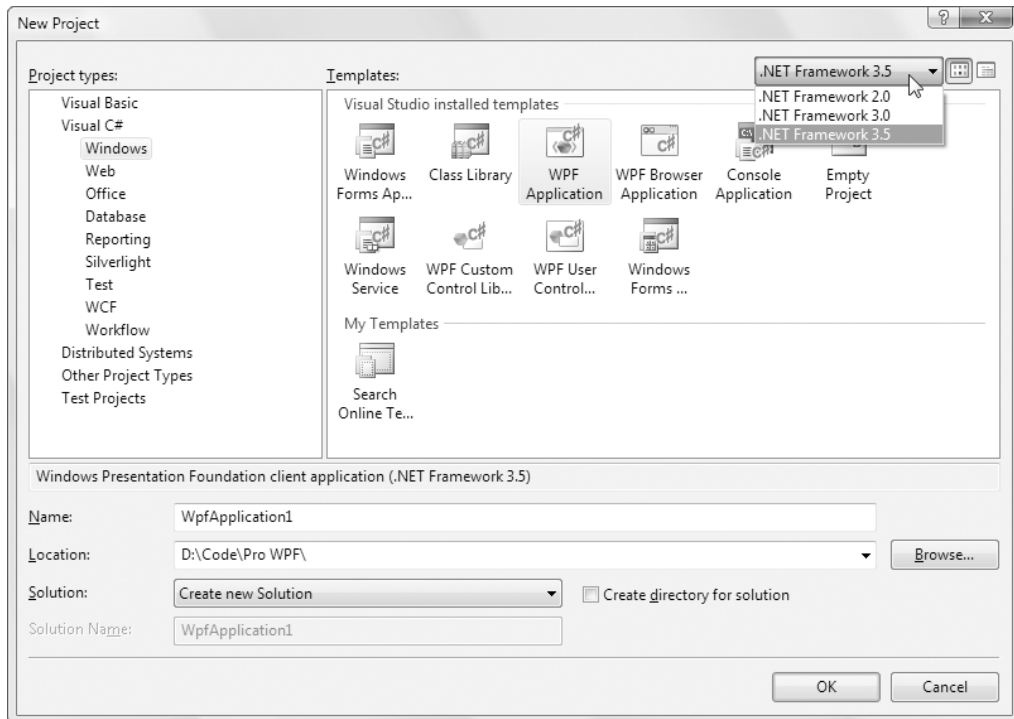 New Project
Project types:
Templates:
.NET Framework 3.5
.NET Framework 2.0
.NET Framework 3.0
.NET Framework 3.5
Visual Basic
Visual C#
Windows
Web
Office
Database
Reporting
Silverlight
Test
WCF
Workflow
Distributed Systems
Other Project Types
Test Projects
Visual Studio installed templates
Windows
Forms Ap...
Class Library
WPF
Application
WPF Browser
Application
Console
Application
Empty
Project
Windows
Service
WPF Custom
Control Lib...
WPF User
Control...
Windows
Forms ...
My Templates
Search
Online Te...
Windows Presentation Foundation client application (.NET Framework 3.5)
Name:
WpfApplication1
Location:
D:\Code\Pro WPF\
Browse...
Solution:
Create new Solution
Create directory for solution
Solution Name:
WpfApplication1
OK
Cancel